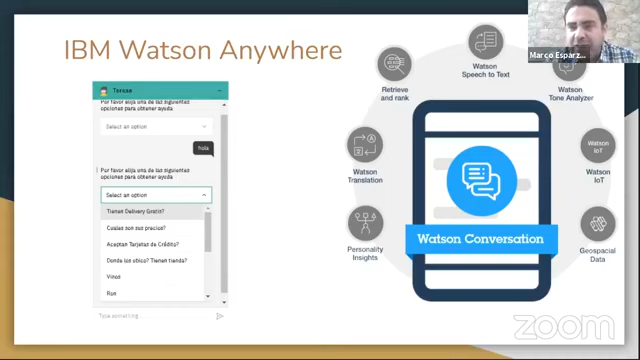 IBM Watson Anywhere
Marco Esparz...
Teresa
Por favor elija una de las siguientes
opciones para obtener ayuda
Select an option
hola
Por favor elija una de las siguientes
opciones para obtener ayuda
Select an option
Tienen Delivery Gratis?
Cuales son sus precios?
Aceptan Tarjetas de Crédito?
Donde los ubico? Tienen tienda?
Vinos
Ron
Type something...
Watson
Speech to Text
Retrieve
and rank
Watson
Tone Analyzer
Watson
Translation
Watson
IoT
Watson
IoT
Personality
Insights
Geospacial
Data
Watson Conversation
zoom